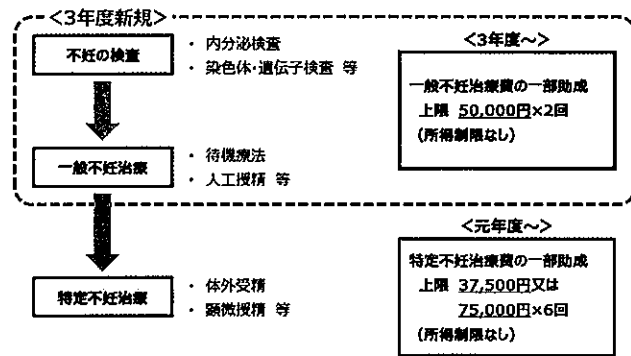 <3年度新規>
不妊の検査
・ 内分泌検査
・ 染色体・遺伝子検査 等
<3年度～>
一般不妊治療費の一部助成
上限 50,000円×2回
(所得制限なし)
一般不妊治療
・ 待機療法
・ 人工授精 等
特定不妊治療
・ 体外受精
・ 顕微授精 等
<元年度～>
特定不妊治療費の一部助成
上限 37,500円又は
75,000円×6回
(所得制限なし)